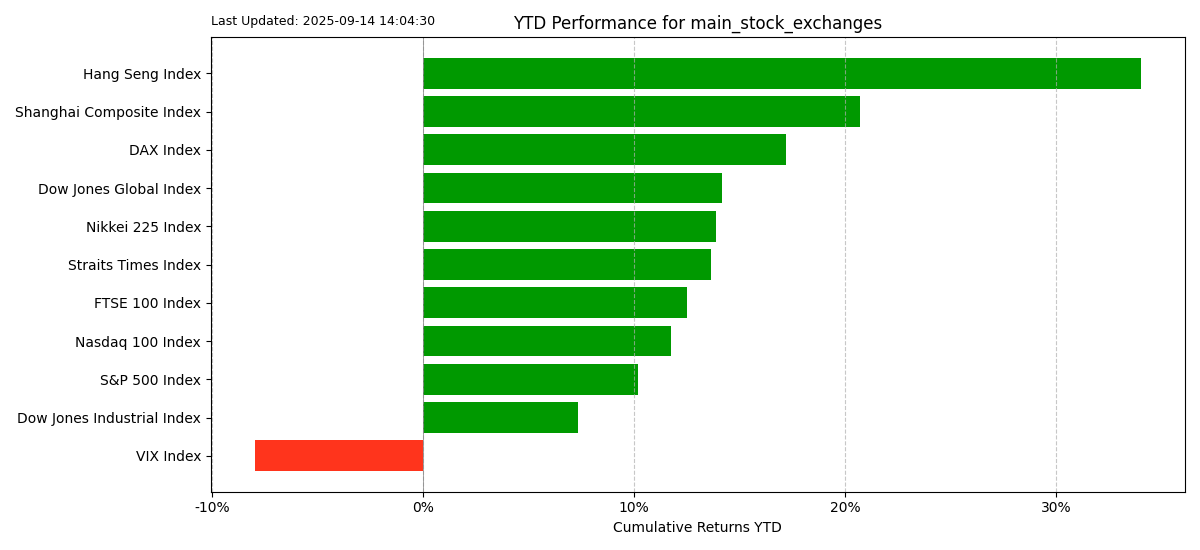 Last Updated: 2025-09-14 14:04:30
YTD Performance for main_stock_exchanges
Hang Seng Index
Shanghai Composite Index
DAX Index
Dow Jones Global Index
Nikkei 225 Index
Straits Times Index
FTSE 100 Index
Nasdaq 100 Index
S&P 500 Index
Dow Jones Industrial Index
VIX Index
-10% 0% 10% 20% 30%
Cumulative Returns YTD